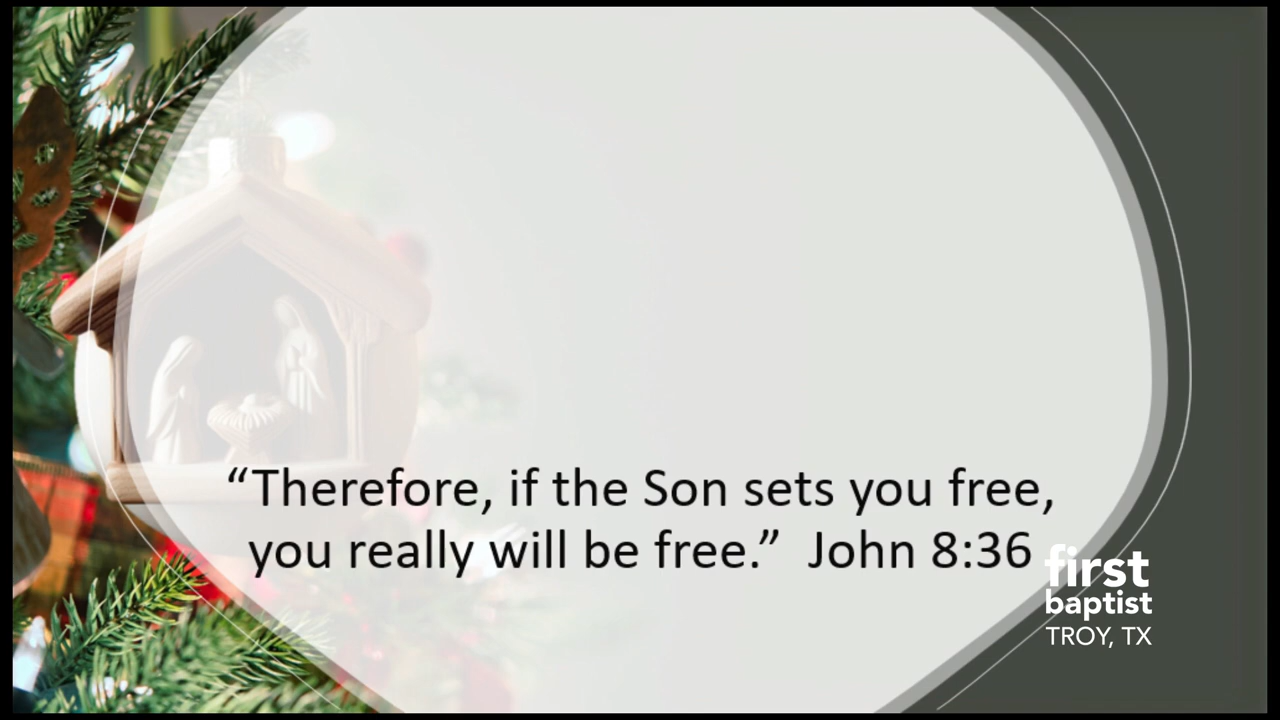 “Therefore, if the Son sets you free,
you really will be free.”  John 8:36
first
baptist
TROY, TX